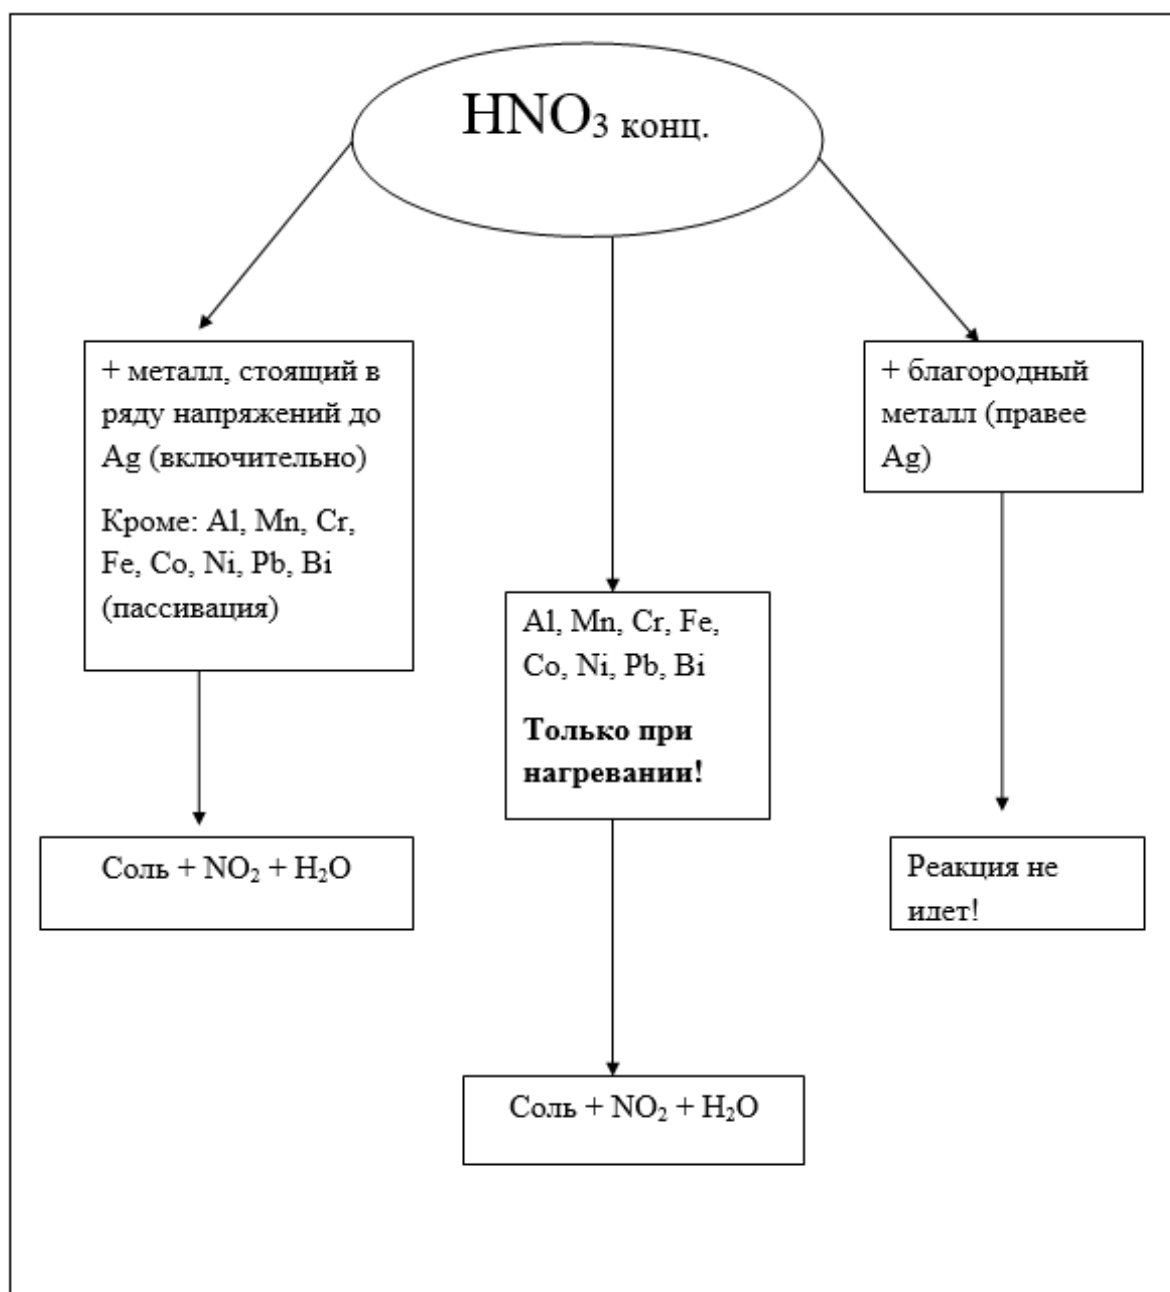 HNO₃ конц.
+ металл, стоящий в
ряду напряжений до
Ag (включительно)
Кроме: Al, Mn, Cr,
Fe, Co, Ni, Pb, Bi
(пассивация)
+ благородный
металл (правее
Ag)
Al, Mn, Cr, Fe,
Co, Ni, Pb, Bi
Только при
нагревании!
Соль + NO₂ + H₂O
Реакция не
идет!
Соль + NO₂ + H₂O